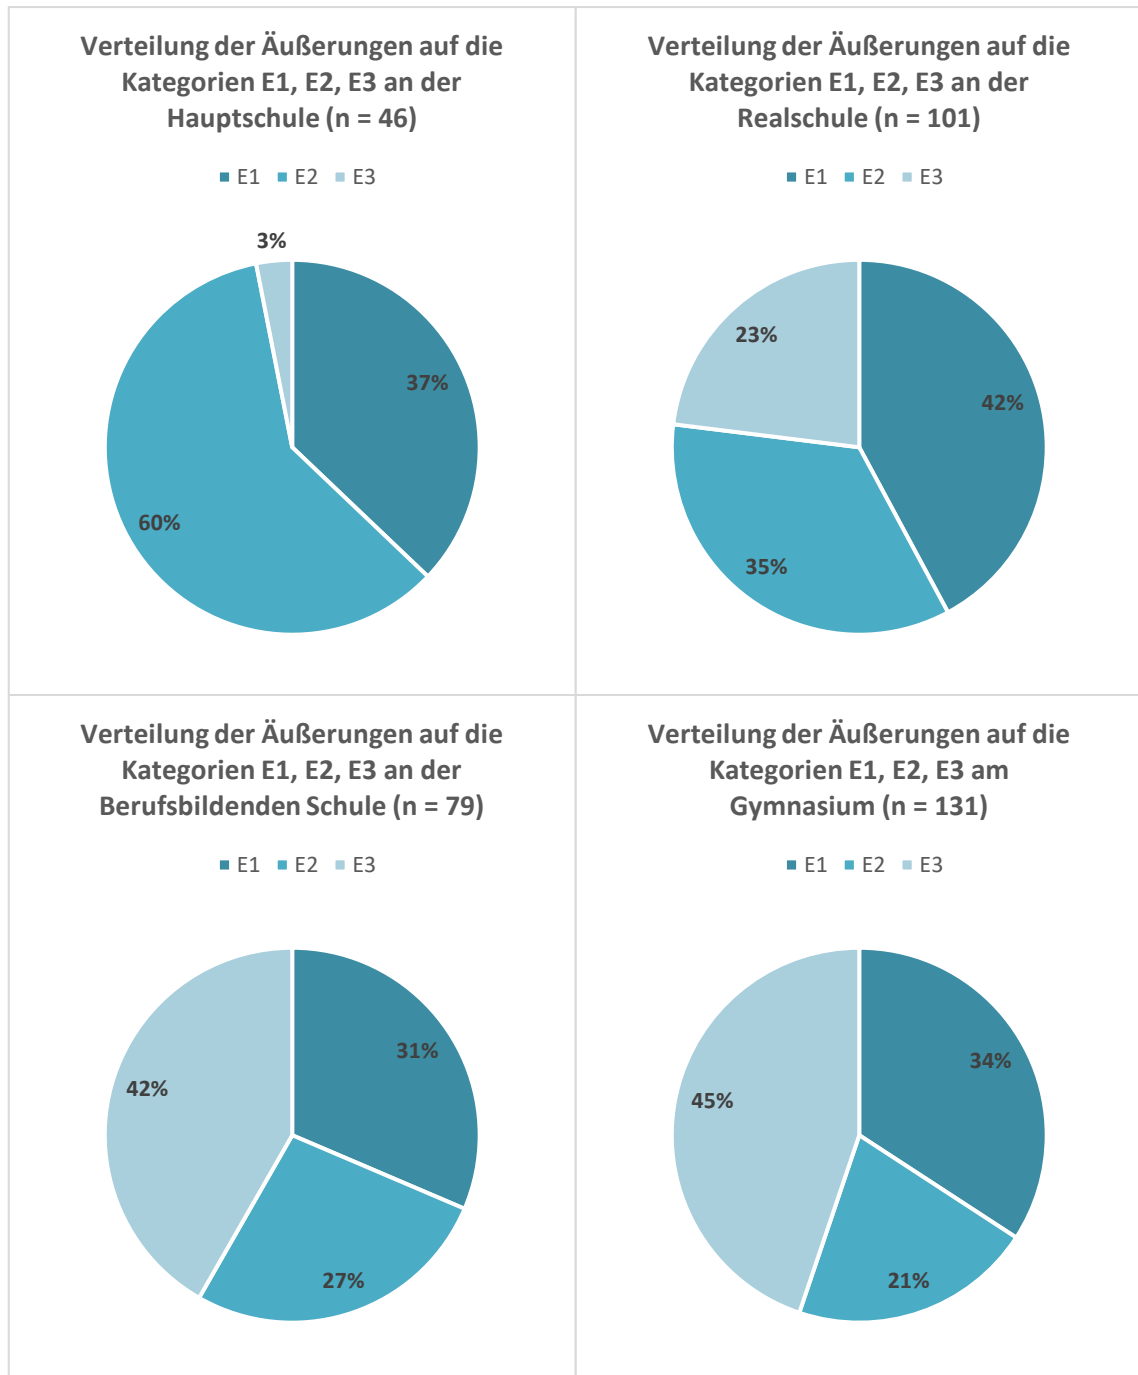 Verteilung der Äußerungen auf die
Kategorien E1, E2, E3 an der
Hauptschule (n = 46)
E1 E2 E3
3%
37%
60%
Verteilung der Äußerungen auf die
Kategorien E1, E2, E3 an der
Realschule (n = 101)
E1 E2 E3
23%
42%
35%
Verteilung der Äußerungen auf die
Kategorien E1, E2, E3 an der
Berufsbildenden Schule (n = 79)
E1 E2 E3
31%
42%
27%
Verteilung der Äußerungen auf die
Kategorien E1, E2, E3 am
Gymnasium (n = 131)
E1 E2 E3
34%
45%
21%